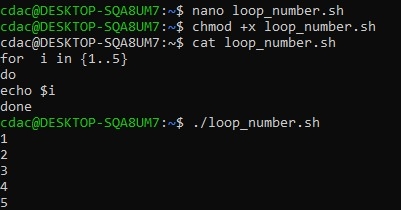 cdac@DESKTOP-SQA8UM7:~$ nano loop_number.sh
cdac@DESKTOP-SQA8UM7:~$ chmod +x loop_number.sh
cdac@DESKTOP-SQA8UM7:~$ cat loop_number.sh
for  i in {1..5}
do
echo $i
done
cdac@DESKTOP-SQA8UM7:~$ ./loop_number.sh
1
2
3
4
5